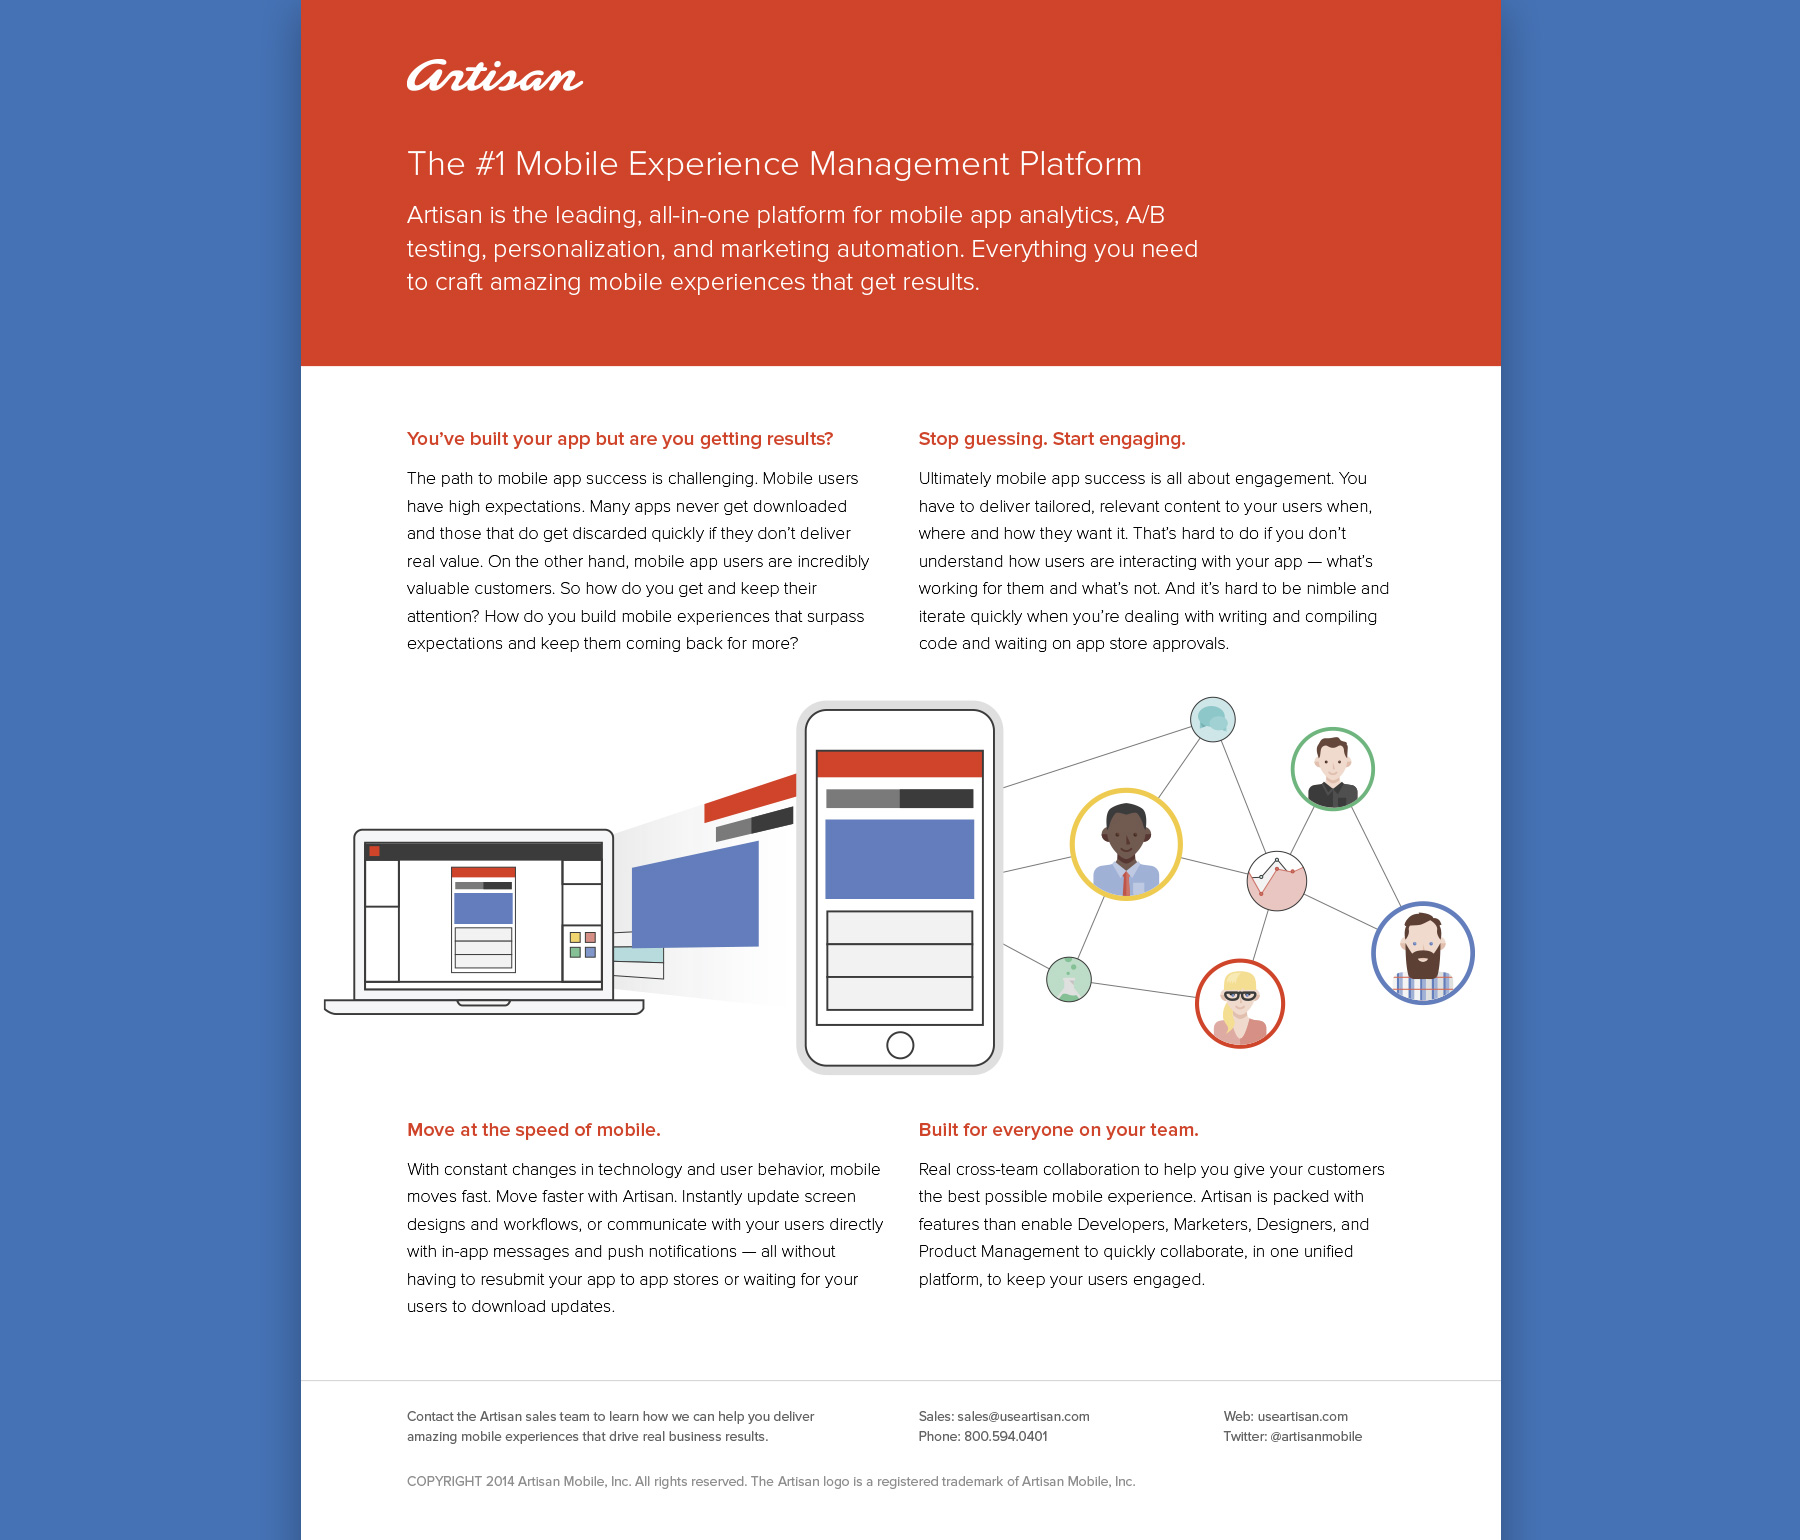 Artisan
The #1 Mobile Experience Management Platform
Artisan is the leading, all-in-one platform for mobile app analytics, A/B
testing, personalization, and marketing automation. Everything you need
to craft amazing mobile experiences that get results.
You’ve built your app but are you getting results?
The path to mobile app success is challenging. Mobile users
have high expectations. Many apps never get downloaded
and those that do get discarded quickly if they don’t deliver
real value. On the other hand, mobile app users are incredibly
valuable customers. So how do you get and keep their
attention? How do you build mobile experiences that surpass
expectations and keep them coming back for more?
Stop guessing. Start engaging.
Ultimately mobile app success is all about engagement. You
have to deliver tailored, relevant content to your users when,
where and how they want it. That’s hard to do if you don’t
understand how users are interacting with your app — what’s
working for them and what’s not. And it’s hard to be nimble and
iterate quickly when you’re dealing with writing and compiling
code and waiting on app store approvals.
Move at the speed of mobile.
With constant changes in technology and user behavior, mobile
moves fast. Move faster with Artisan. Instantly update screen
designs and workflows, or communicate with your users directly
with in-app messages and push notifications — all without
having to resubmit your app to app stores or waiting for your
users to download updates.
Built for everyone on your team.
Real cross-team collaboration to help you give your customers
the best possible mobile experience. Artisan is packed with
features than enable Developers, Marketers, Designers, and
Product Management to quickly collaborate, in one unified
platform, to keep your users engaged.
Contact the Artisan sales team to learn how we can help you deliver
amazing mobile experiences that drive real business results.
Sales: sales@useartisan.com
Phone: 800.594.0401
Web: useartisan.com
Twitter: @artisanmobile
COPYRIGHT 2014 Artisan Mobile, Inc. All rights reserved. The Artisan logo is a registered trademark of Artisan Mobile, Inc.